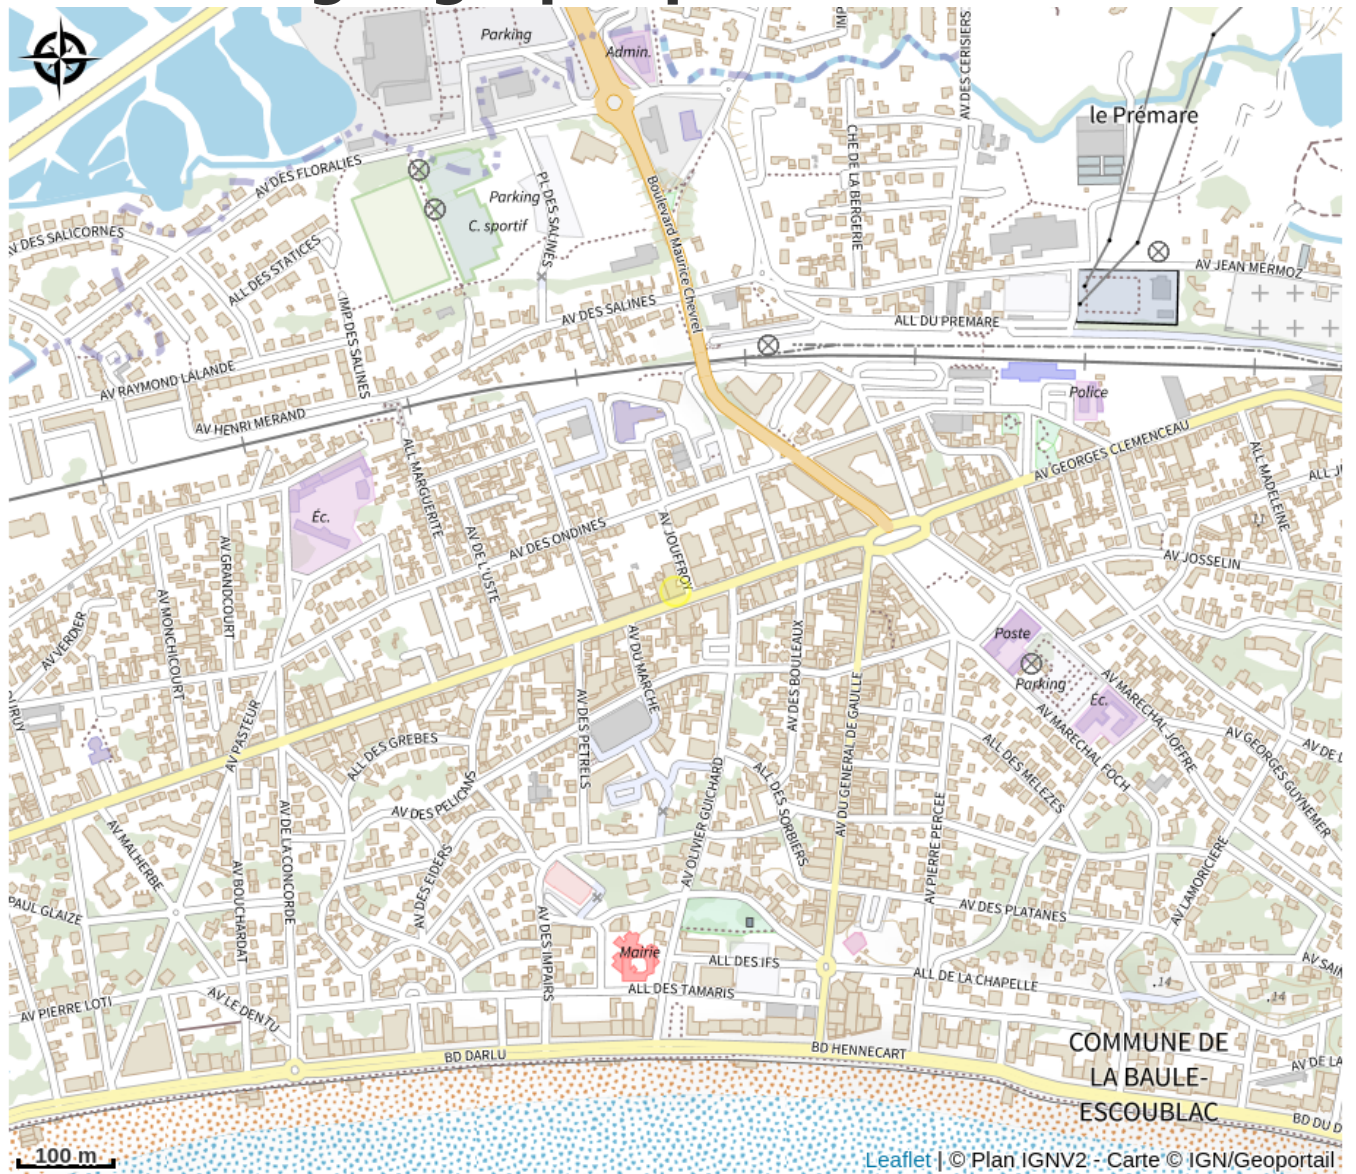 Parking
Admin.
AV DES CERISIERS
le Prémare
AV DES FLORALIES
CHE DE LA BERGERIE
PL DES SALINES
Parking
C. sportif
Boulevard Maurice Chevrel
AV DES SALICORNES
ALL DES STATICES
AV JEAN MERMOZ
IMP DES SALINES
AV DES SALINES
ALL DU PREMARE
AV RAYMOND LALANDE
Police
AV HENRI MERAND
AV GEORGES CLEMENCEAU
ALL MARGUERITE
ALL MADELEINE
Éc.
AV DES ONDINES
AV JOUFFROY
AV DE L'USTE
AV GRANDCOURT
AV JOSSELIN
AV MONCHICOURT
AV VERDIER
AV DU MARCHE
AV DES BOULEAUX
Poste
Parking
Éc.
AV MARECHAL JOFFRE
AV MARECHAL FOCH
AV PASTEUR
AV DES PETRELS
AV DU GENERAL DE GAULLE
ALL DES GREBES
ALL DES MELEZES
AV GEORGES GUYNEMER
AV DES PELICANS
AV OLIVIER GUICHARD
ALL DES SORBIERS
AV PIERRE PERCEE
AV MALHERBE
AV DE LA CONCORDE
AV BOUCHARDAT
AV DES EIDERS
AV LAMORICIERE
PAUL GLAIZE
AV DES IMPAIRS
AV DES PLATANES
Mairie
ALL DES IFS
ALL DE LA CHAPELLE
.14
.14
ALL DES TAMARIS
AV PIERRE LOTI
AV LE DENTU
BD DARLU
BD HENNECART
COMMUNE DE
LA BAULE-
ESCOUBLAC
AV DE LA
BD DU D
100 m
Leaflet | © Plan IGNV2 - Carte © IGN/Geoportail